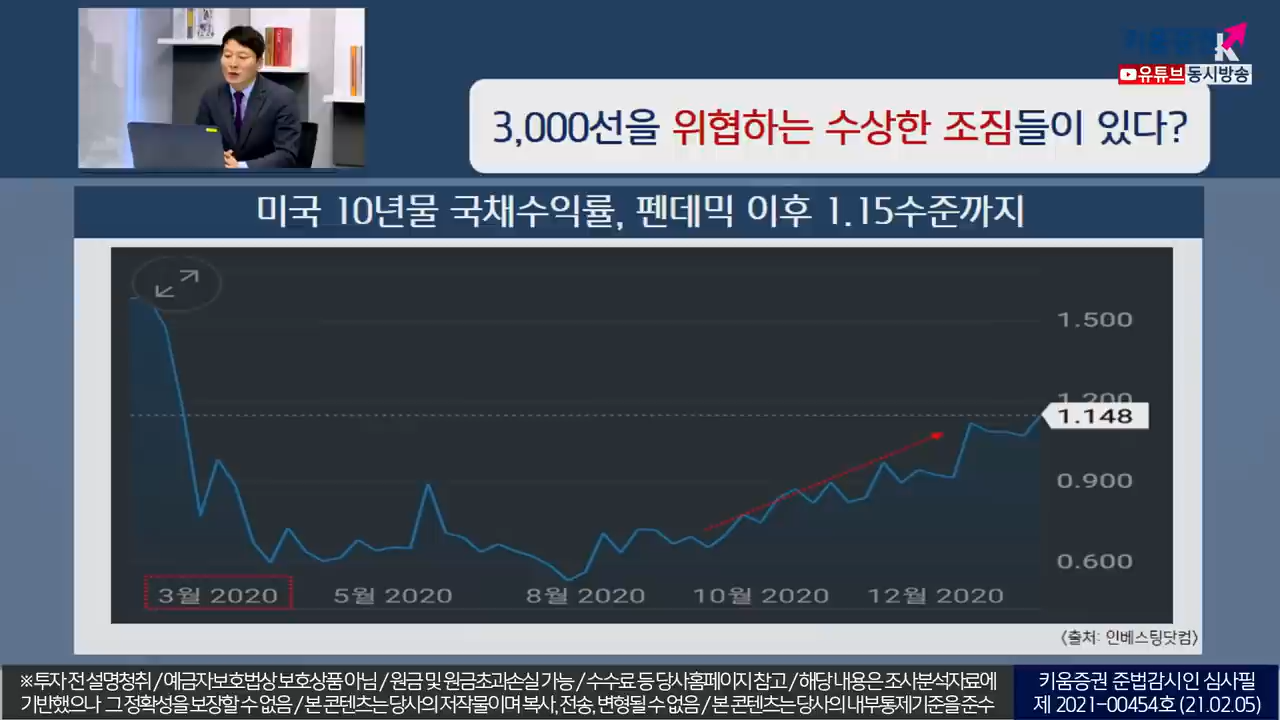 키움증권
유튜브동시방송
3,000선을 위협하는 수상한 조짐들이 있다?
미국 10년물 국채수익률, 펜데믹 이후 1.15수준까지
1.500
1.200
1.148
0.900
0.600
3월 2020
5월 2020
8월 2020
10월 2020
12월 2020
<출처: 인베스팅닷컴>
※투자 전 설명청취 / 예금자보호법상 보호상품 아님 / 원금 및 원금초과손실 가능 / 수수료 등 당사홈페이지 참고 / 해당 내용은 조사분석자료에
기반했으나 그 정확성을 보장할 수 없음 / 본 콘텐츠는 당사의 저작물이며 복사, 전송, 변형될 수 없음 / 본 콘텐츠는 당사의 내부통제기준을 준수
키움증권 준법감시인 심사필
제 2021-00454호 (21.02.05)